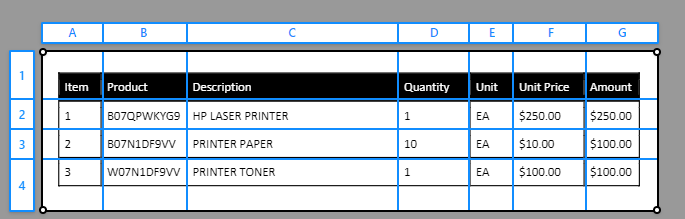 A B C D E F G
1 Item Product Description Quantity Unit Unit Price Amount
2 1 B07QPWKYG9 HP LASER PRINTER 1 EA $250.00 $250.00
3 2 B07N1DF9VV PRINTER PAPER 10 EA $10.00 $100.00
4 3 W07N1DF9VV PRINTER TONER 1 EA $100.00 $100.00